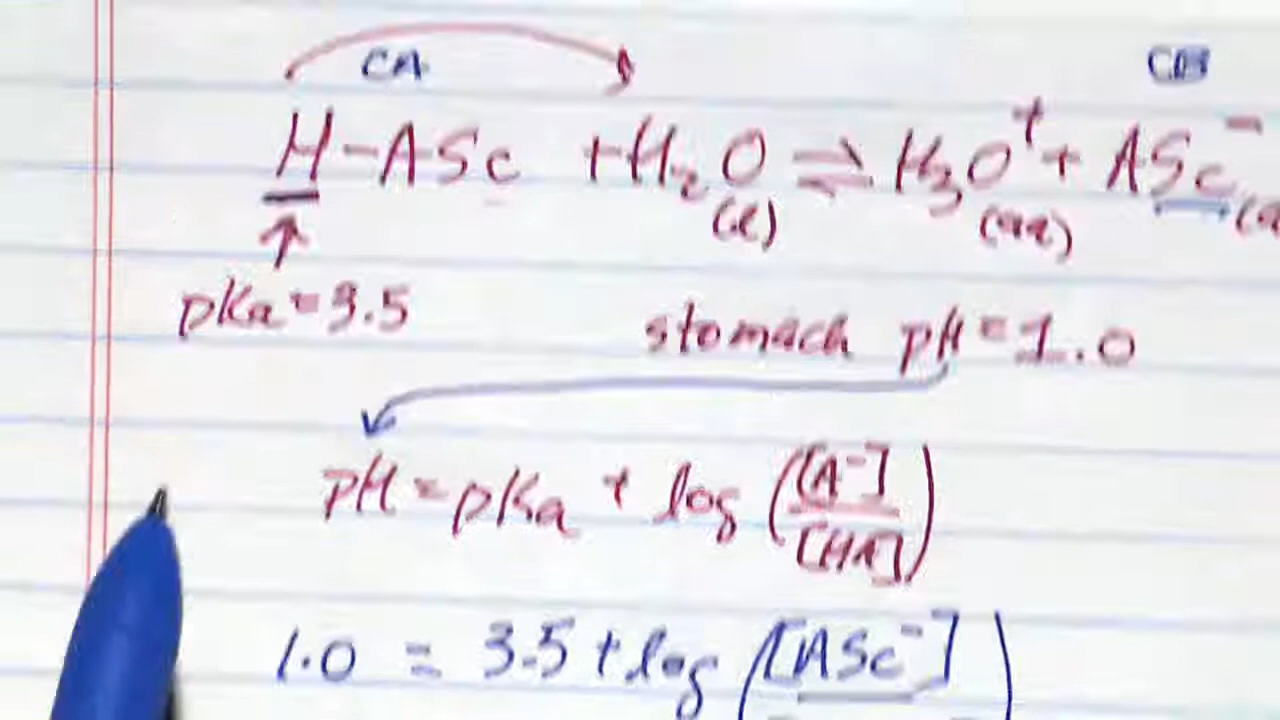 CA CB
H-ASc + H₂O ⇌ H₃O⁺ + ASc⁻
(l) (aq) (a
↑
pKa = 3.5
stomach pH = 1.0
pH = pKa + log ([A⁻]/[HA])
1.0 = 3.5 + log ([ASc⁻]